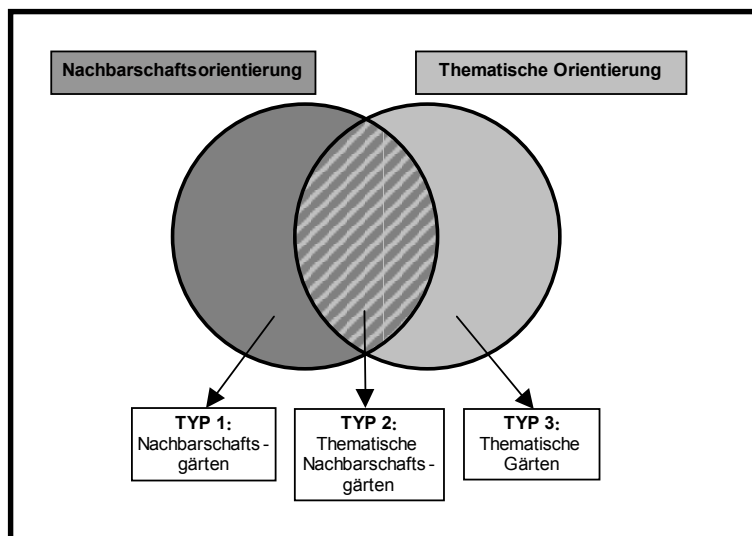 Nachbarschaftsorientierung
Thematische Orientierung
TYP 1:
Nachbarschafts-
gärten
TYP 2:
Thematische
Nachbarschafts-
gärten
TYP 3:
Thematische
Gärten